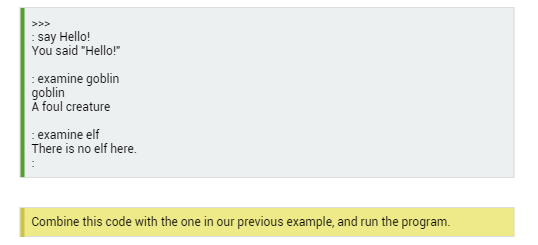 >>>
: say Hello!
You said "Hello!"
: examine goblin
goblin
A foul creature
: examine elf
There is no elf here.
:
Combine this code with the one in our previous example, and run the program.